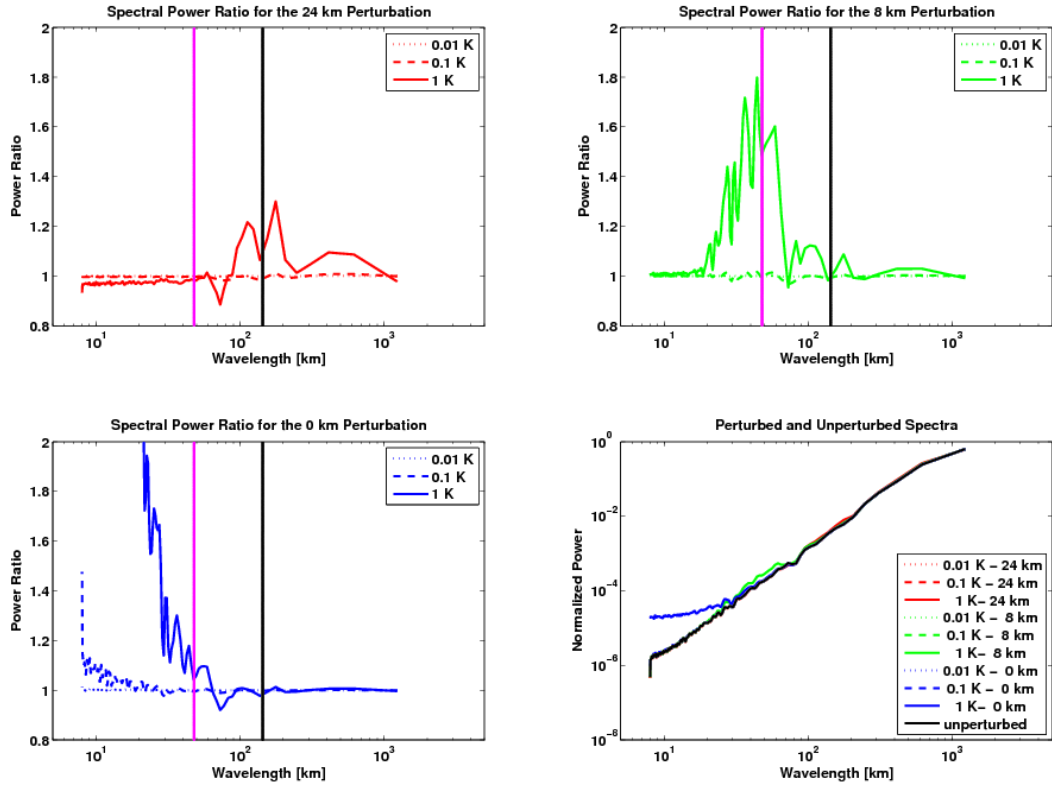 Spectral Power Ratio for the 24 km Perturbation
2
1.8
1.6
1.4
1.2
1
0.8
Power Ratio
10^1
10^2
10^3
Wavelength [km]
0.01 K
0.1 K
1 K
Spectral Power Ratio for the 8 km Perturbation
2
1.8
1.6
1.4
1.2
1
0.8
Power Ratio
10^1
10^2
10^3
Wavelength [km]
0.01 K
0.1 K
1 K
Spectral Power Ratio for the 0 km Perturbation
2
1.8
1.6
1.4
1.2
1
0.8
Power Ratio
10^1
10^2
10^3
Wavelength [km]
0.01 K
0.1 K
1 K
Perturbed and Unperturbed Spectra
10^0
10^−2
10^−4
10^−6
10^−8
Normalized Power
10^1
10^2
10^3
Wavelength [km]
0.01 K − 24 km
0.1 K − 24 km
1 K− 24 km
0.01 K − 8 km
0.1 K − 8 km
1 K− 8 km
0.01 K − 0 km
0.1 K − 0 km
1 K− 0 km
unperturbed